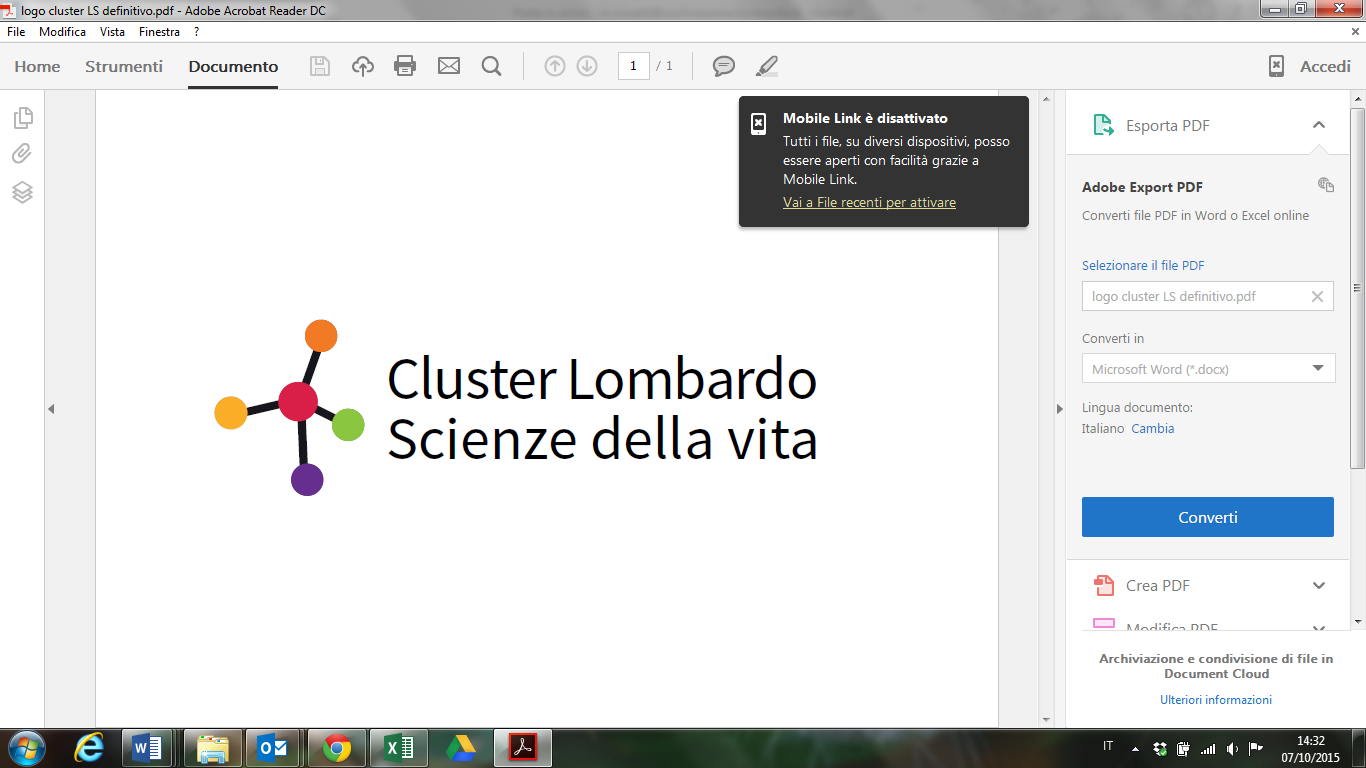 logo cluster LS definitivo.pdf - Adobe Acrobat Reader DC
File Modifica Vista Finestra ?
Home Strumenti Documento 1 / 1 Accedi
Mobile Link è disattivato
Tutti i file, su diversi dispositivi, posso
essere aperti con facilità grazie a
Mobile Link.
Vai a File recenti per attivare
Cluster Lombardo
Scienze della vita
Esporta PDF
Adobe Export PDF
Converti file PDF in Word o Excel online
Selezionare il file PDF
logo cluster LS definitivo.pdf
Converti in
Microsoft Word (*.docx)
Lingua documento:
Italiano Cambia
Converti
Crea PDF
Modifica PDF
Archiviazione e condivisione di file in
Document Cloud
Ulteriori informazioni
IT
14:32
07/10/2015